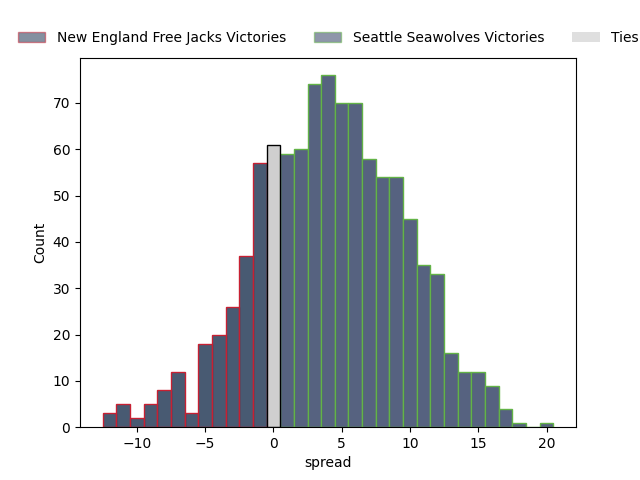 New England Free Jacks Victories Seattle Seawolves Victories Ties
70
60
50
40
30
20
10
0
Count
−10 −5 0 5 10 15 20
spread